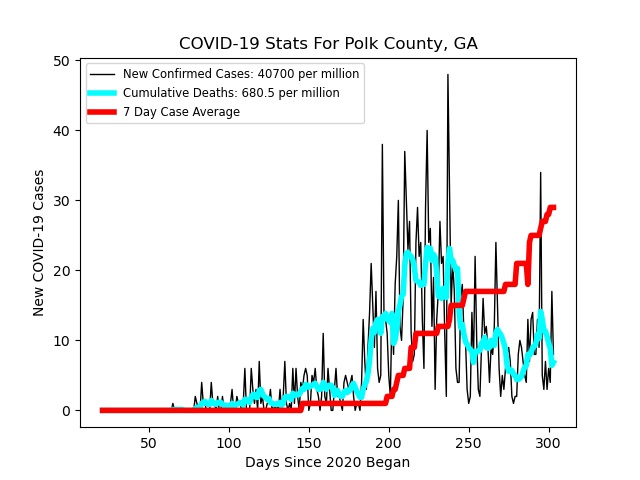 COVID-19 Stats For Polk County, GA
New Confirmed Cases: 40700 per million
Cumulative Deaths: 680.5 per million
7 Day Case Average
50
40
30
20
10
0
New COVID-19 Cases
50 100 150 200 250 300
Days Since 2020 Began